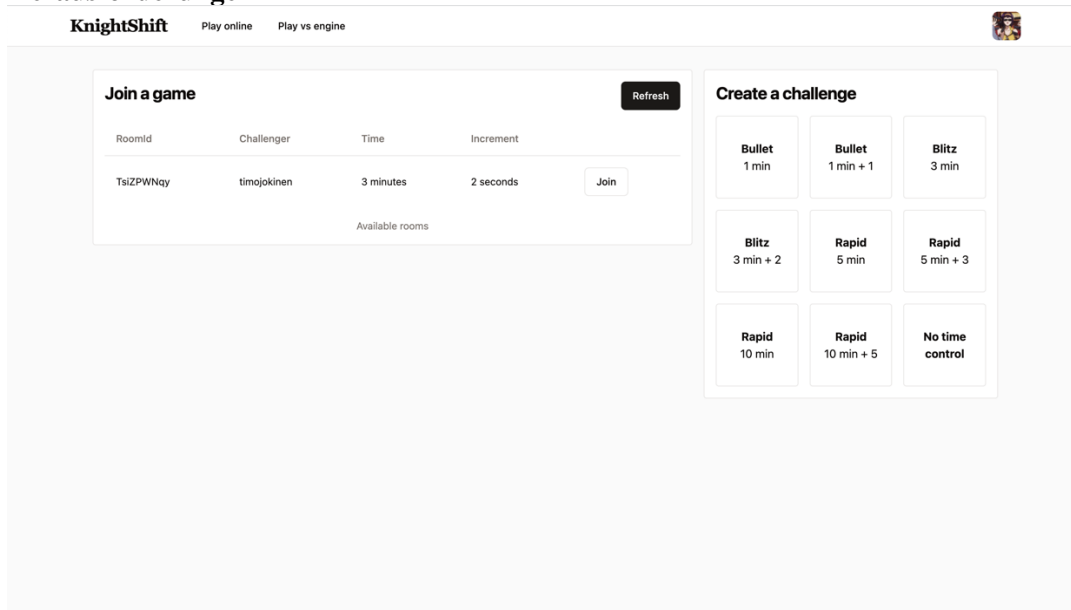 KnightShift Play online Play vs engine
Join a game
Refresh
RoomId Challenger Time Increment
TsiZPWNqy timojokinen 3 minutes 2 seconds Join
Available rooms
Create a challenge
Bullet
1 min
Bullet
1 min + 1
Blitz
3 min
Blitz
3 min + 2
Rapid
5 min
Rapid
5 min + 3
Rapid
10 min
Rapid
10 min + 5
No time
control